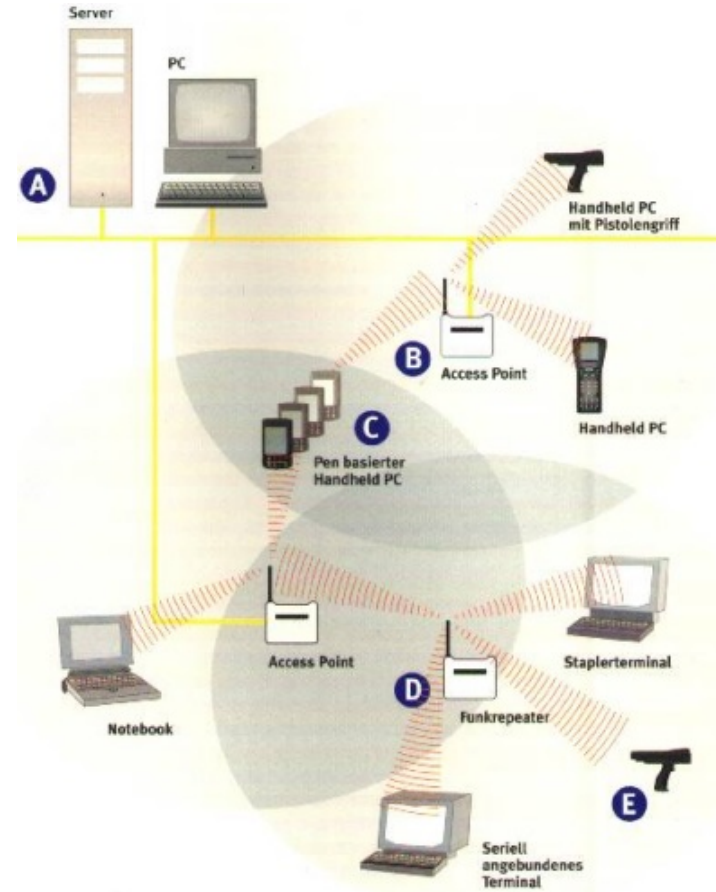 Server
PC
A
Handheld PC
mit Pistolengriff
B
Access Point
Handheld PC
C
Pen basierter
Handheld PC
Access Point
Notebook
Staplerterminal
D
Funkrepeater
E
Seriell
angebundenes
Terminal